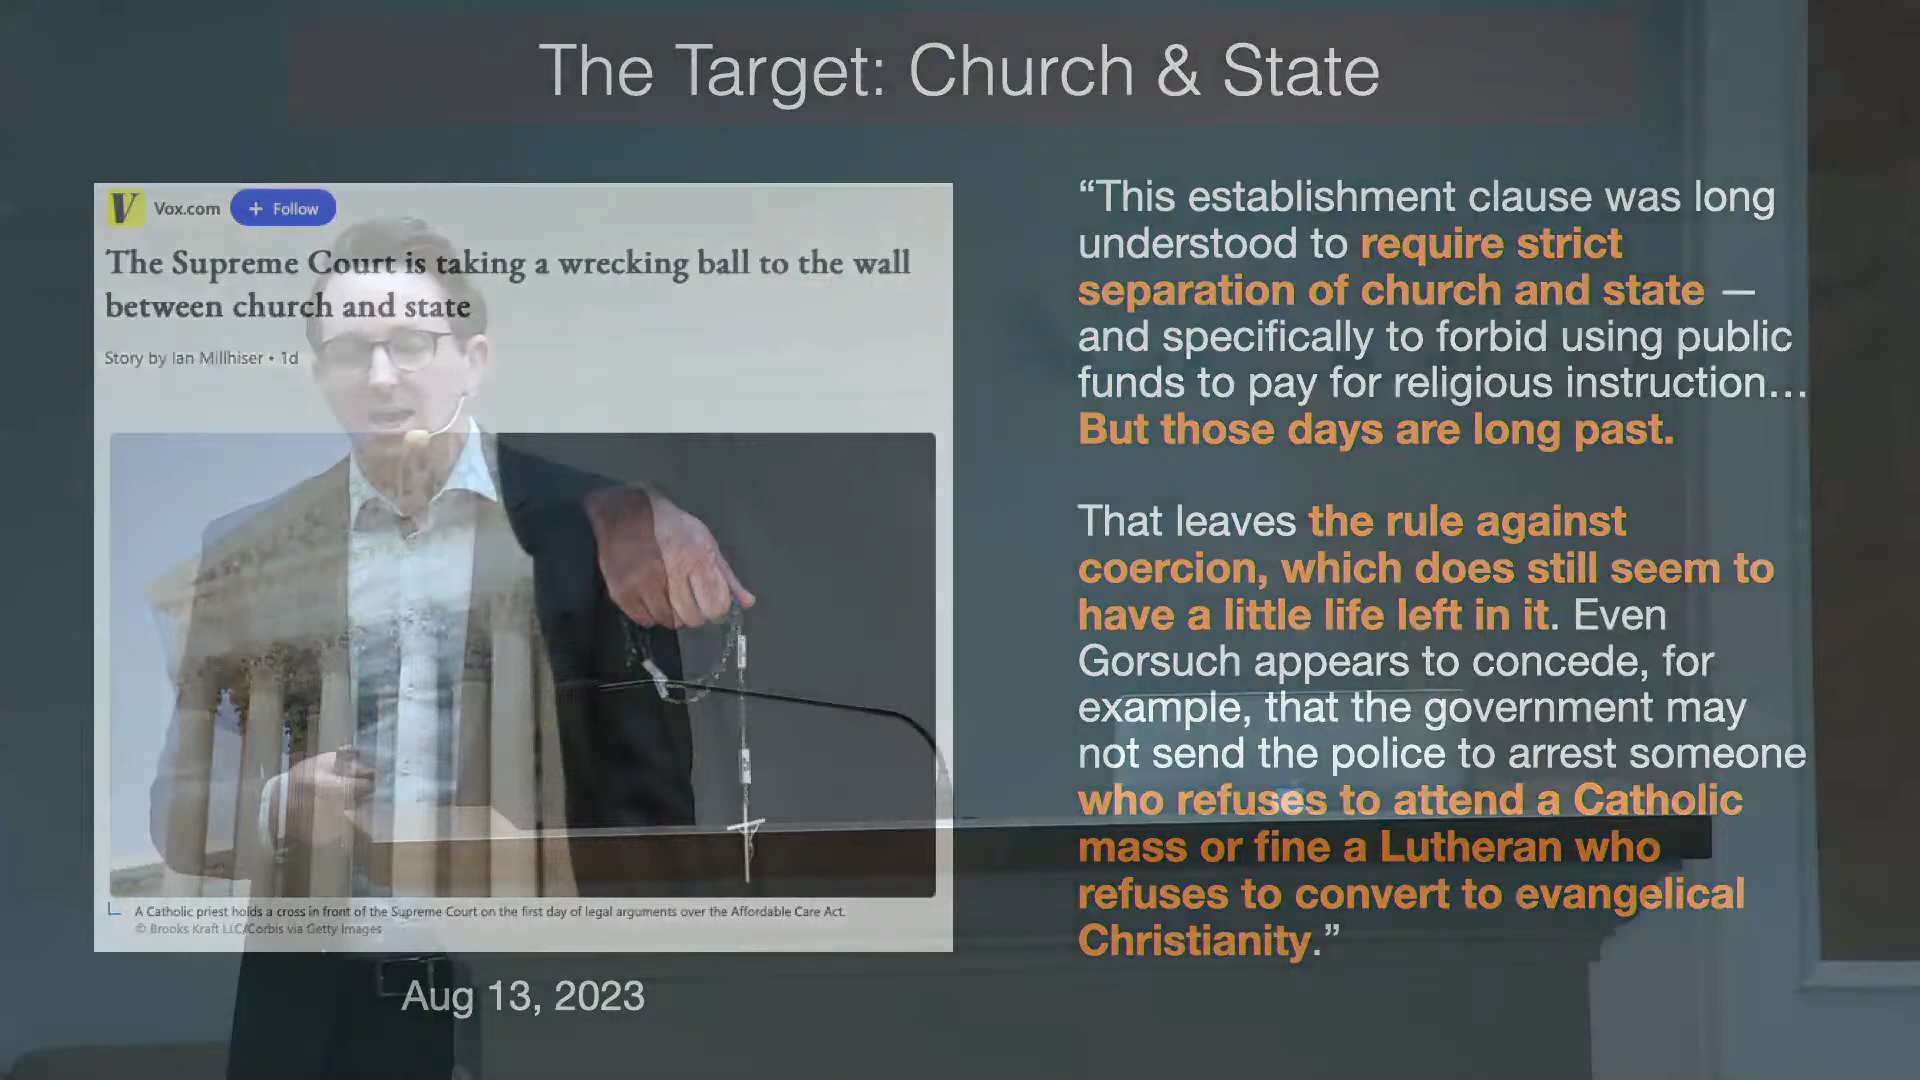 The Target: Church & State
V Vox.com + Follow
The Supreme Court is taking a wrecking ball to the wall
between church and state
Story by Ian Millhiser • 1d
A Catholic priest holds a cross in front of the Supreme Court on the first day of legal arguments over the Affordable Care Act.
© Brooks Kraft LLC/Corbis via Getty Images
Aug 13, 2023
“This establishment clause was long
understood to require strict
separation of church and state —
and specifically to forbid using public
funds to pay for religious instruction…
But those days are long past.
That leaves the rule against
coercion, which does still seem to
have a little life left in it. Even
Gorsuch appears to concede, for
example, that the government may
not send the police to arrest someone
who refuses to attend a Catholic
mass or fine a Lutheran who
refuses to convert to evangelical
Christianity.”